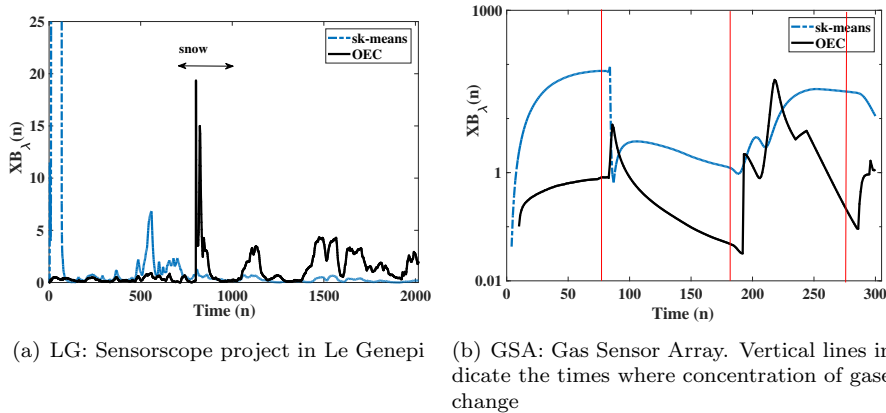 25
20
15
10
5
0
0
500
1000
1500
2000
XB_λ(n)
Time (n)
snow
sk-means
OEC
1000
1
0.01
0
50
100
150
200
250
300
XB_λ(n)
Time (n)
sk-means
OEC
(a) LG: Sensorscope project in Le Genepi
(b) GSA: Gas Sensor Array. Vertical lines in
dicate the times where concentration of gase
change